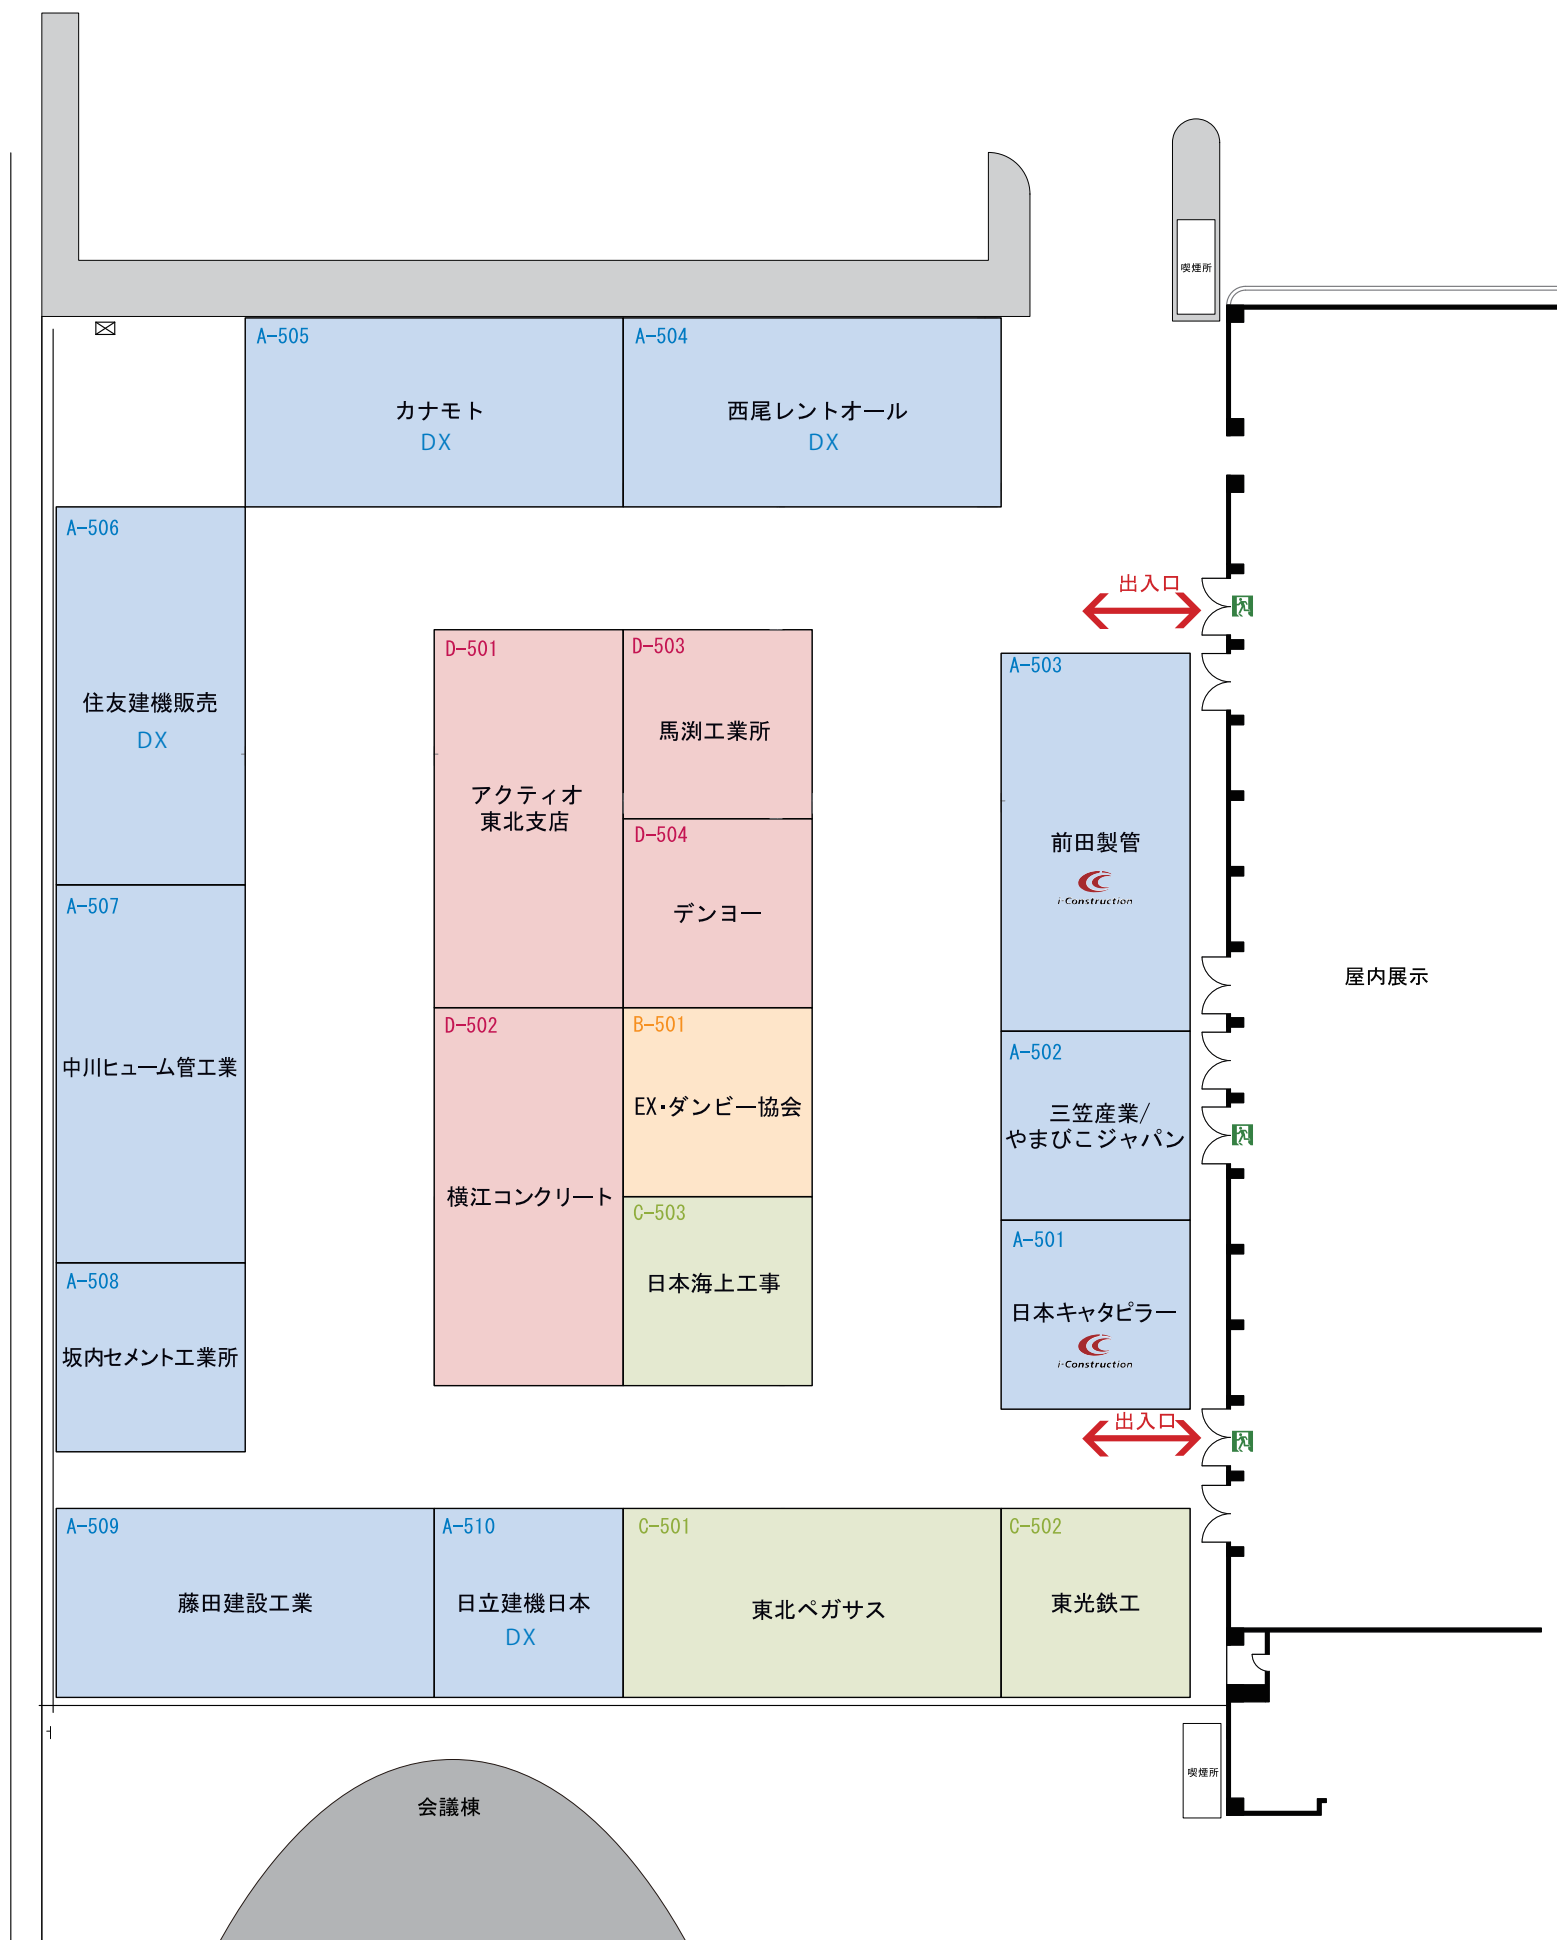 喫煙所
A-505
カナモト
DX
A-504
西尾レントオール
DX
A-506
住友建機販売
DX
出入口
D-501
アクティオ
東北支店
D-503
馬渕工業所
A-503
前田製管
i-Construction
D-504
デンヨー
A-507
中川ヒューム管工業
屋内展示
D-502
横江コンクリート
B-501
EX・ダンビー協会
A-502
三笠産業/
やまびこジャパン
C-503
日本海上工事
A-501
日本キャタピラー
i-Construction
A-508
坂内セメント工業所
出入口
A-509
藤田建設工業
A-510
日立建機日本
DX
C-501
東北ペガサス
C-502
東光鉄工
喫煙所
会議棟